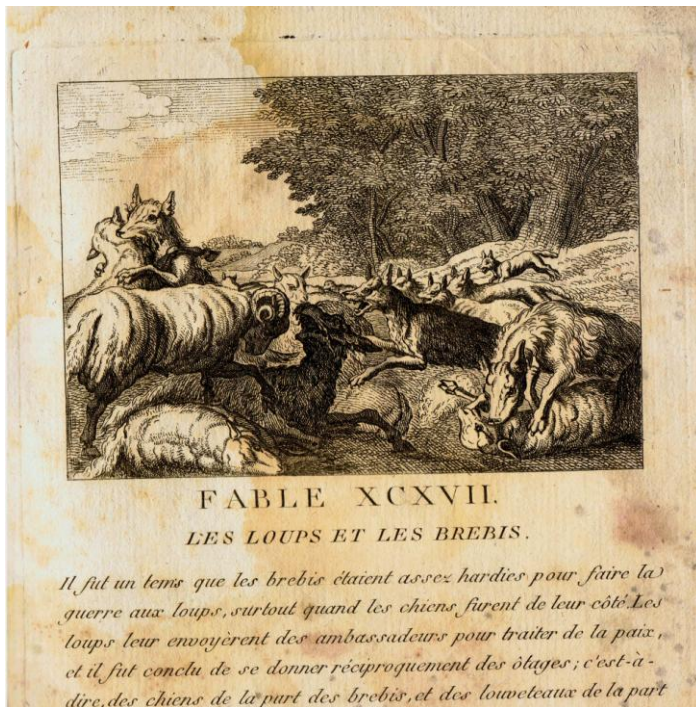 FABLE XCXVII.
LES LOUPS ET LES BREBIS.
Il fut un tems que les brebis étaient assez hardies pour faire la
guerre aux loups, surtout quand les chiens furent de leur côté. Les
loups leur envoyèrent des ambassadeurs pour traiter de la paix,
et il fut conclu de se donner réciproquement des ôtages; c'est-à-
dire, des chiens de la part des brebis, et des louveteaux de la part